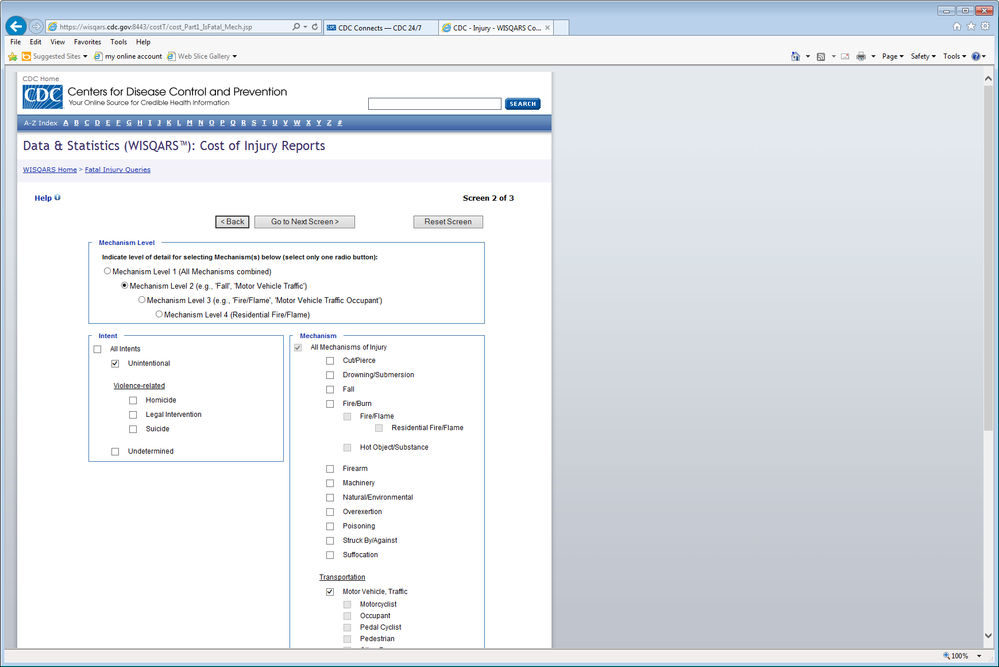 https://wisqars.cdc.gov:8443/costT/cost_Part1_IsFatal_Mech.jsp
CDC Connects — CDC 24/7
CDC - Injury - WISQARS Co...
File Edit View Favorites Tools Help
Suggested Sites my online account Web Slice Gallery
Page Safety Tools
CDC Home
CDC Centers for Disease Control and Prevention
Your Online Source for Credible Health Information
SEARCH
A-Z Index A B C D E F G H I J K L M N O P Q R S T U V W X Y Z #
Data & Statistics (WISQARS™): Cost of Injury Reports
WISQARS Home > Fatal Injury Queries
Help
Screen 2 of 3
< Back
Go to Next Screen >
Reset Screen
Mechanism Level
Indicate level of detail for selecting Mechanism(s) below (select only one radio button):
Mechanism Level 1 (All Mechanisms combined)
Mechanism Level 2 (e.g., 'Fall', 'Motor Vehicle Traffic')
Mechanism Level 3 (e.g., 'Fire/Flame', 'Motor Vehicle Traffic Occupant')
Mechanism Level 4 (Residential Fire/Flame)
Intent
All Intents
Unintentional
Violence-related
Homicide
Legal Intervention
Suicide
Undetermined
Mechanism
All Mechanisms of Injury
Cut/Pierce
Drowning/Submersion
Fall
Fire/Burn
Fire/Flame
Residential Fire/Flame
Hot Object/Substance
Firearm
Machinery
Natural/Environmental
Overexertion
Poisoning
Struck By/Against
Suffocation
Transportation
Motor Vehicle, Traffic
Motorcyclist
Occupant
Pedal Cyclist
Pedestrian
100%